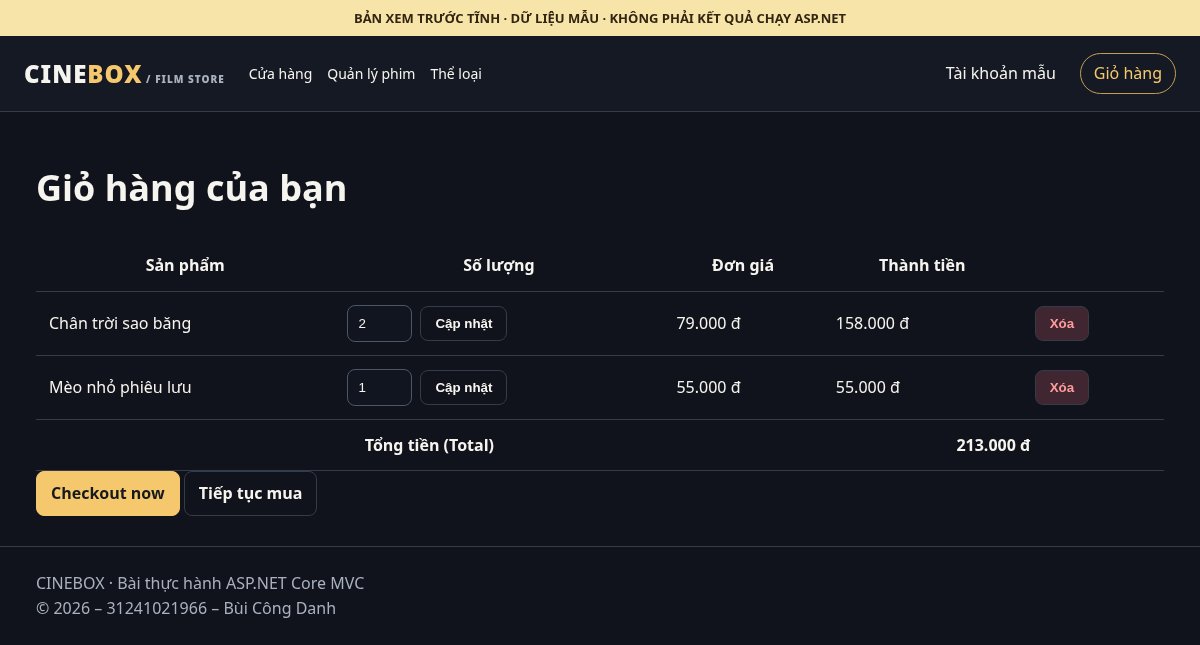 BẢN XEM TRƯỚC TĨNH · DỮ LIỆU MẪU · KHÔNG PHẢI KẾT QUẢ CHẠY ASP.NET
CINEBOX / FILM STORE Cửa hàng Quản lý phim Thể loại Tài khoản mẫu Giỏ hàng
Giỏ hàng của bạn
Sản phẩm Số lượng Đơn giá Thành tiền
Chân trời sao băng 2 Cập nhật 79.000 đ 158.000 đ Xóa
Mèo nhỏ phiêu lưu 1 Cập nhật 55.000 đ 55.000 đ Xóa
Tổng tiền (Total) 213.000 đ
Checkout now Tiếp tục mua
CINEBOX · Bài thực hành ASP.NET Core MVC
© 2026 – 31241021966 – Bùi Công Danh